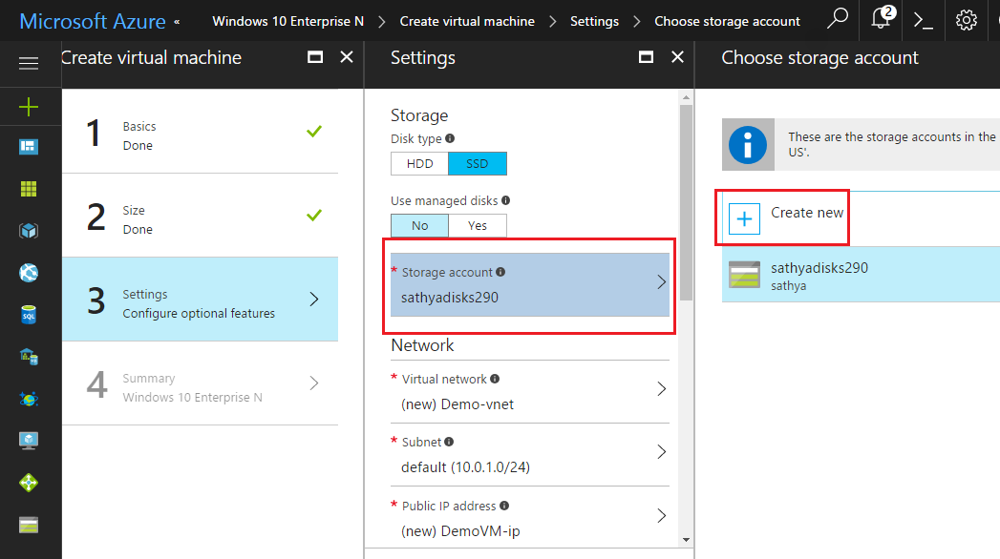 Microsoft Azure «
Windows 10 Enterprise N > Create virtual machine > Settings > Choose storage account
2
Create virtual machine
1
Basics
Done
2
Size
Done
3
Settings
Configure optional features
4
Summary
Windows 10 Enterprise N
Settings
Storage
Disk type
HDD
SSD
Use managed disks
No
Yes
* Storage account
sathyadisks290
Network
* Virtual network
(new) Demo-vnet
* Subnet
default (10.0.1.0/24)
* Public IP address
(new) DemoVM-ip
Choose storage account
These are the storage accounts in the
US'.
Create new
sathyadisks290
sathya
SQL